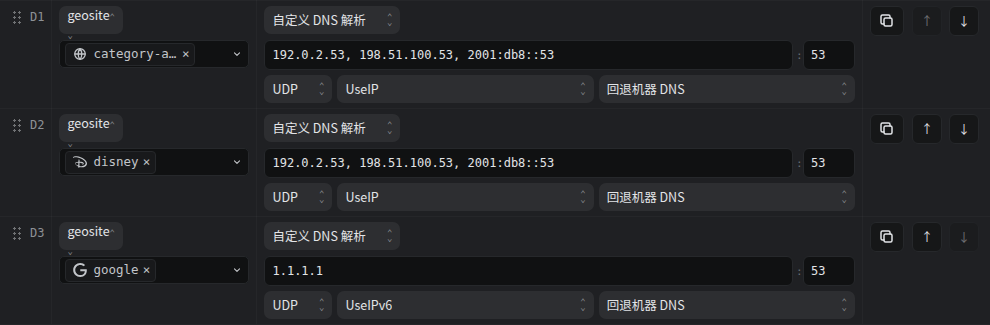 D1
geosite
自定义 DNS 解析
category-a… ×
192.0.2.53, 198.51.100.53, 2001:db8::53 : 53
UDP UseIP 回退机器 DNS
D2
geosite
自定义 DNS 解析
disney ×
192.0.2.53, 198.51.100.53, 2001:db8::53 : 53
UDP UseIP 回退机器 DNS
D3
geosite
自定义 DNS 解析
google ×
1.1.1.1 : 53
UDP UseIPv6 回退机器 DNS